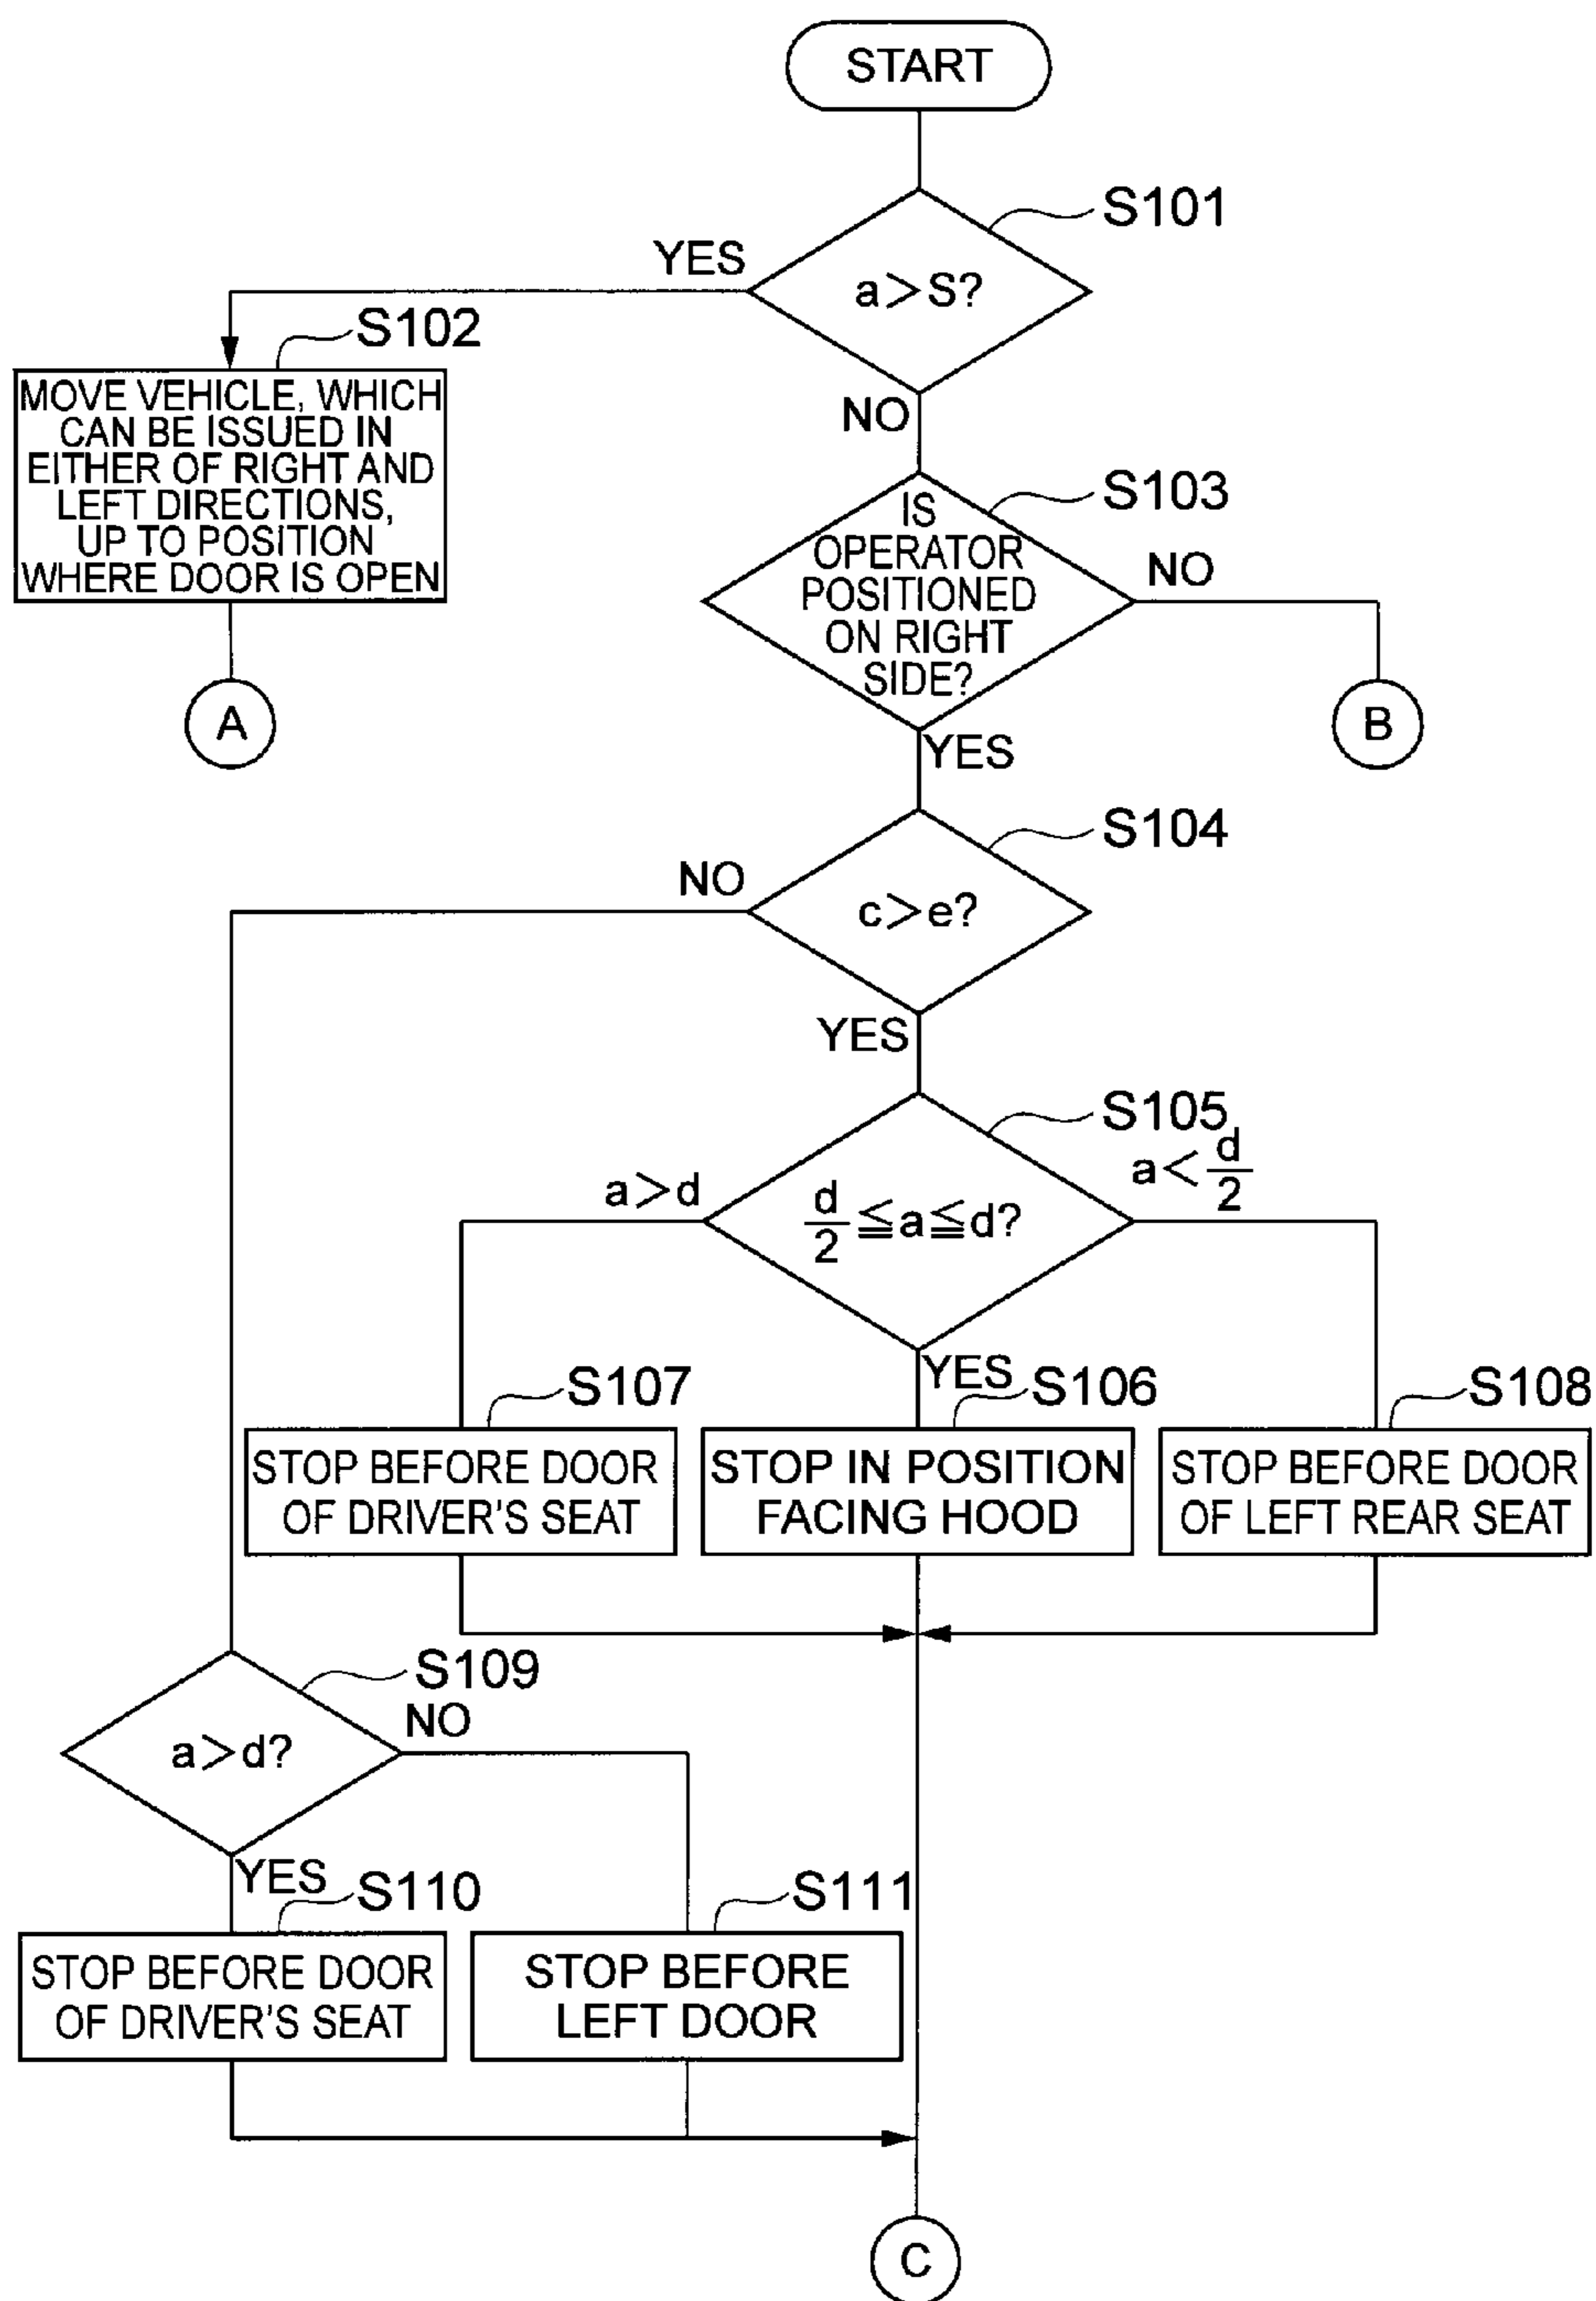 START
S101
a>S?
YES
NO
S102
MOVE VEHICLE, WHICH
CAN BE ISSUED IN
EITHER OF RIGHT AND
LEFT DIRECTIONS,
UP TO POSITION
WHERE DOOR IS OPEN
A
S103
IS
OPERATOR
POSITIONED
ON RIGHT
SIDE?
NO
B
YES
S104
c>e?
NO
YES
S105
d/2≦a≦d?
a>d
a<d/2
YES
S107
STOP BEFORE DOOR
OF DRIVER'S SEAT
S106
STOP IN POSITION
FACING HOOD
S108
STOP BEFORE DOOR
OF LEFT REAR SEAT
S109
a>d?
NO
YES
S110
STOP BEFORE DOOR
OF DRIVER'S SEAT
S111
STOP BEFORE
LEFT DOOR
C